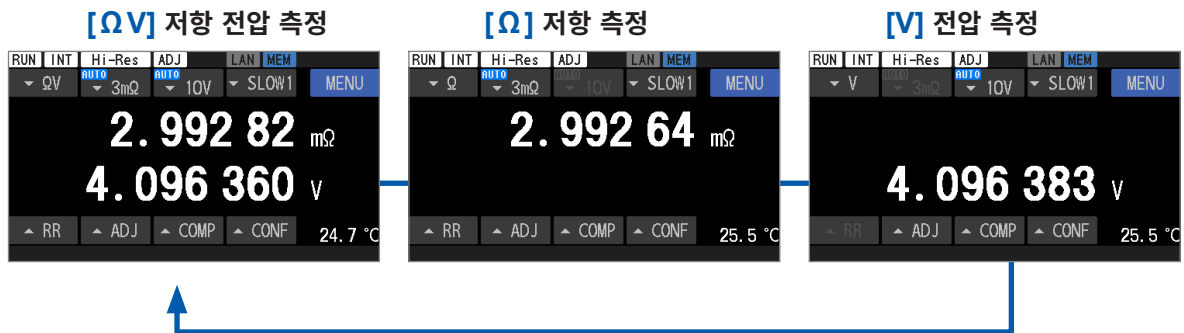 [Ω V] 저항 전압 측정
RUN INT Hi-Res ADJ LAN MEM
ΩV AUTO 3mΩ AUTO 10V SLOW1 MENU
2. 992 82 mΩ
4. 096 360 V
RR ADJ COMP CONF 24. 7 °C
[Ω] 저항 측정
RUN INT Hi-Res ADJ LAN MEM
Ω AUTO 3mΩ AUTO 10V SLOW1 MENU
2. 992 64 mΩ
RR ADJ COMP CONF 25. 5 °C
[V] 전압 측정
RUN INT Hi-Res ADJ LAN MEM
V AUTO 3mΩ AUTO 10V SLOW1 MENU
4. 096 383 V
RR ADJ COMP CONF 25. 5 °C